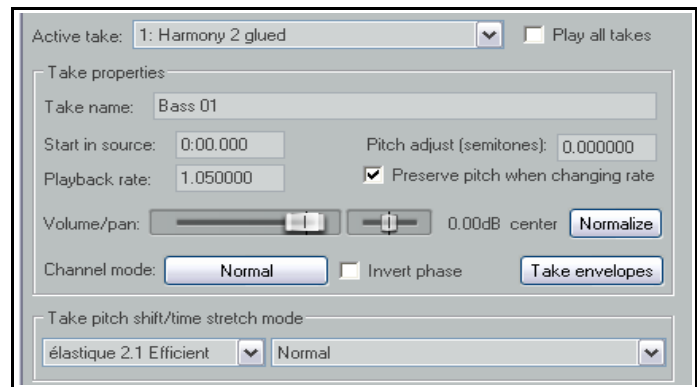 Active take: 1: Harmony 2 glued Play all takes
Take properties
Take name: Bass 01
Start in source: 0:00.000 Pitch adjust (semitones): 0.000000
Playback rate: 1.050000 Preserve pitch when changing rate
Volume/pan: 0.00dB center Normalize
Channel mode: Normal Invert phase Take envelopes
Take pitch shift/time stretch mode
élastique 2.1 Efficient Normal